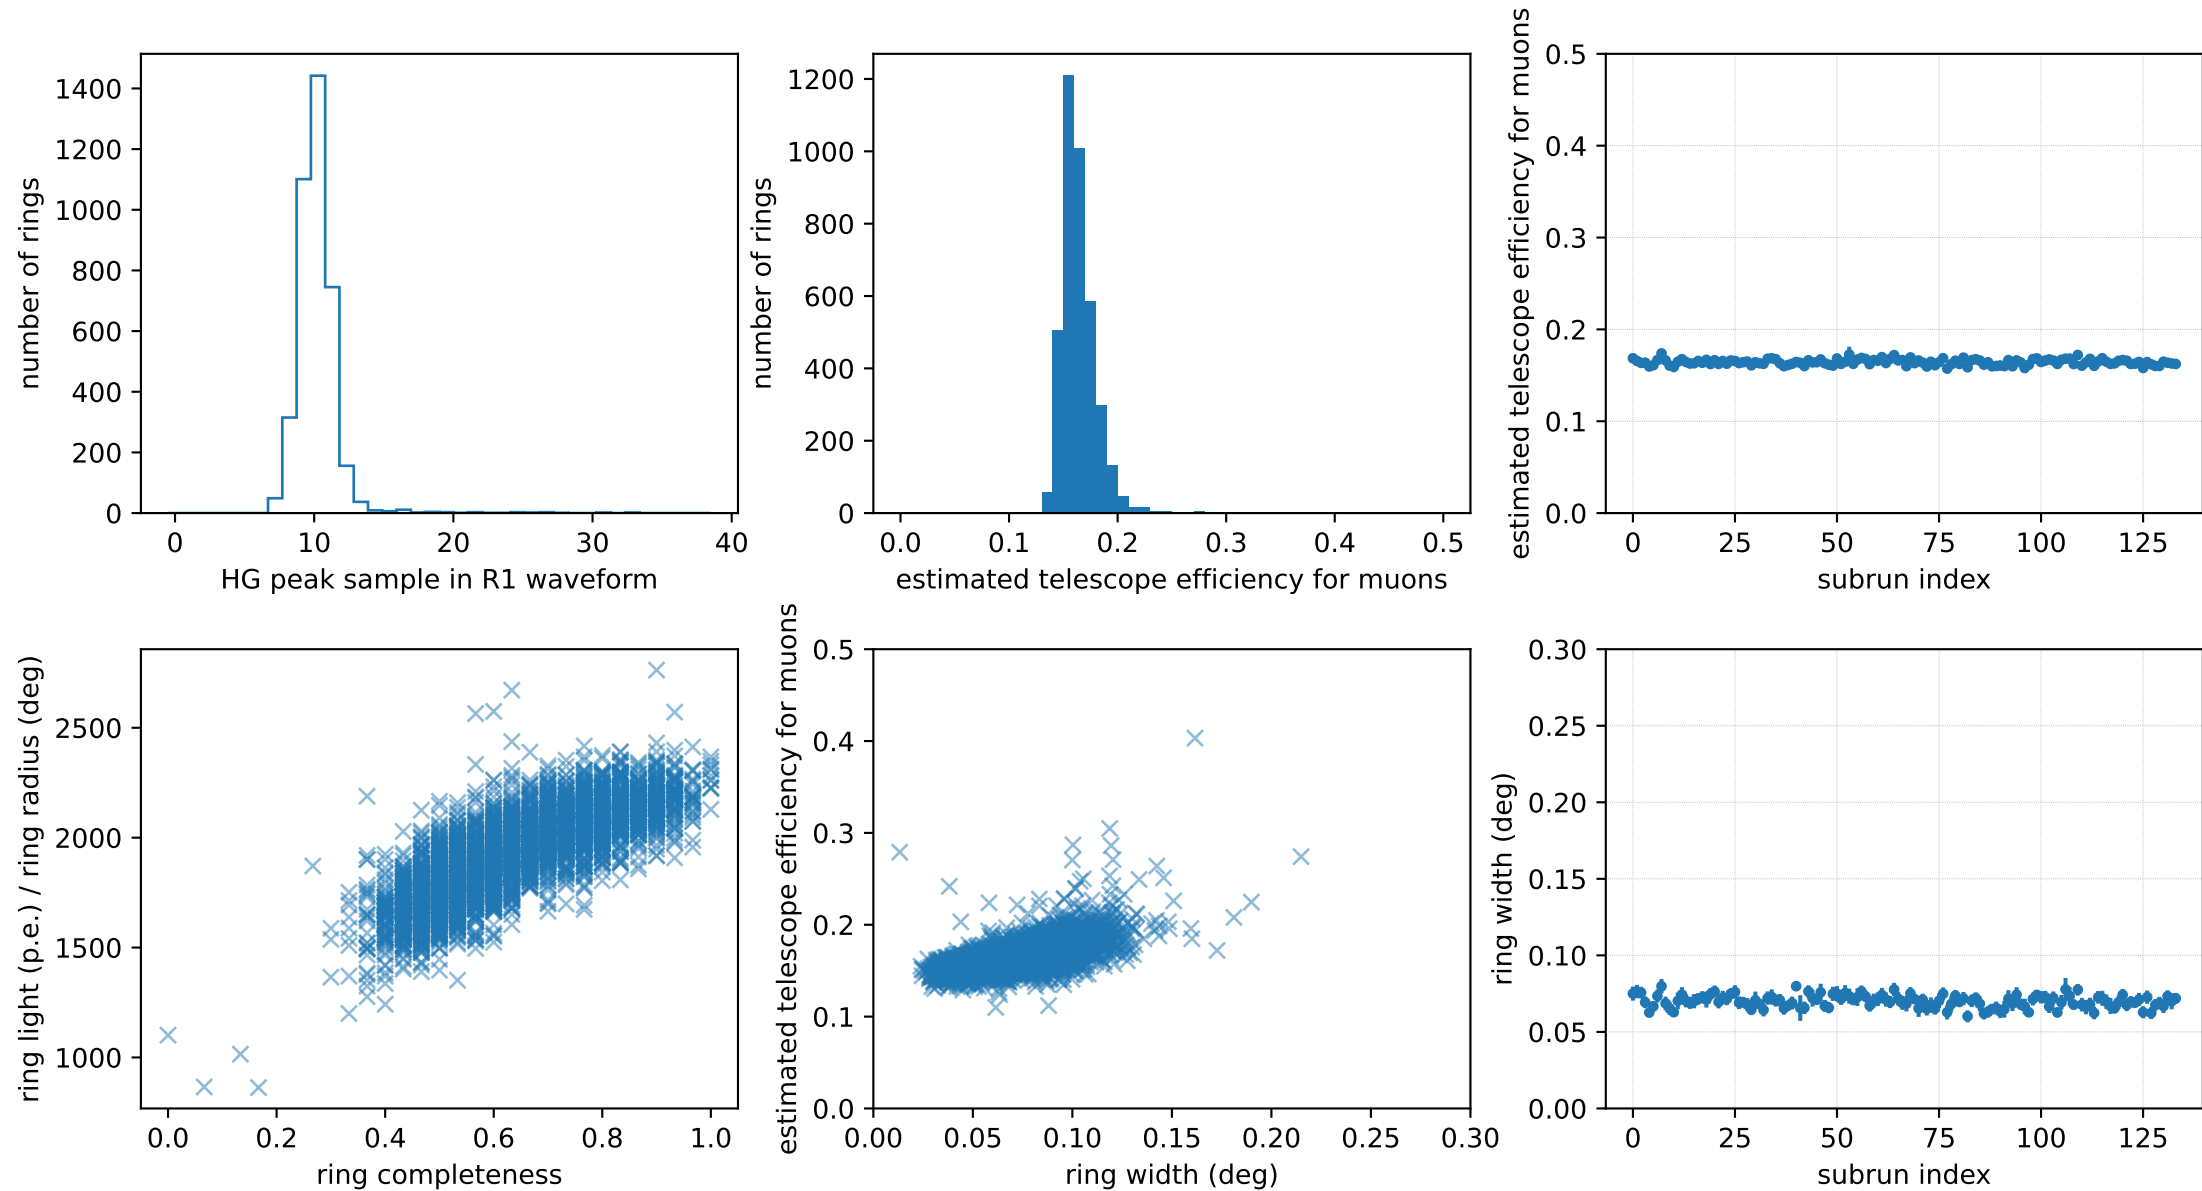 number of rings
1400
1200
1000
800
600
400
200
0
0 10 20 30 40
HG peak sample in R1 waveform
number of rings
1200
1000
800
600
400
200
0
0.0 0.1 0.2 0.3 0.4 0.5
estimated telescope efficiency for muons
estimated telescope efficiency for muons
0.5
0.4
0.3
0.2
0.1
0.0
0 25 50 75 100 125
subrun index
ring light (p.e.) / ring radius (deg)
2500
2000
1500
1000
0.0 0.2 0.4 0.6 0.8 1.0
ring completeness
estimated telescope efficiency for muons
0.5
0.4
0.3
0.2
0.1
0.0
0.00 0.05 0.10 0.15 0.20 0.25 0.30
ring width (deg)
ring width (deg)
0.30
0.25
0.20
0.15
0.10
0.05
0.00
0 25 50 75 100 125
subrun index